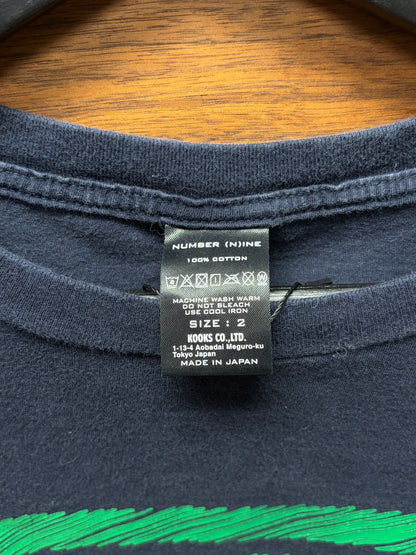 NUMBER (N)INE
100% COTTON
MACHINE WASH WARM
DO NOT BLEACH
USE COOL IRON
SIZE : 2
KOOKS CO.,LTD.
1-13-4 Aobadai Meguro-ku
Tokyo Japan
MADE IN JAPAN